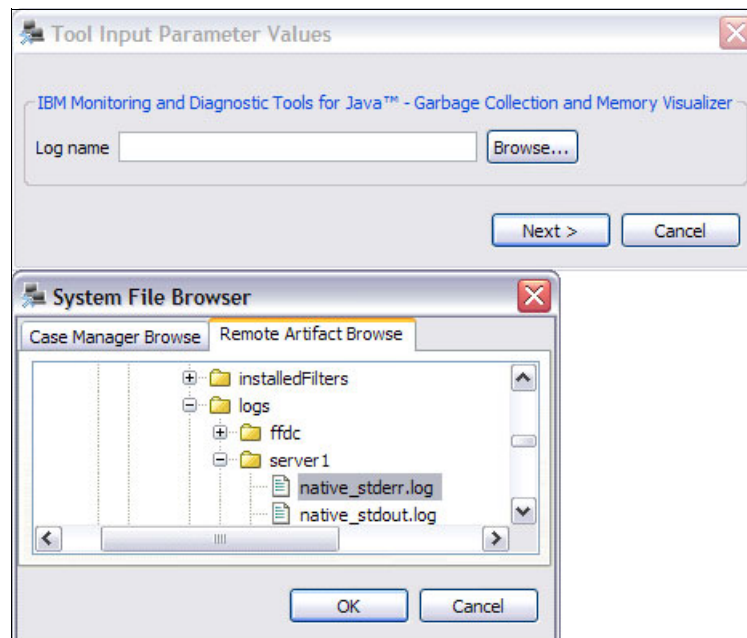 Tool Input Parameter Values
IBM Monitoring and Diagnostic Tools for Java™ - Garbage Collection and Memory Visualizer
Log name
Browse...
Next >
Cancel
System File Browser
Case Manager Browse
Remote Artifact Browse
installedFilters
logs
ffdc
server1
native_stderr.log
native_stdout.log
OK
Cancel